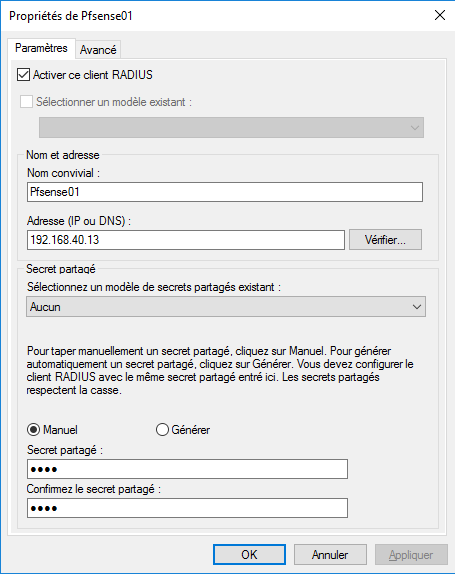 Propriétés de Pfsense01
Paramètres
Avancé
Activer ce client RADIUS
Sélectionner un modèle existant :
Nom et adresse
Nom convivial :
Pfsense01
Adresse (IP ou DNS) :
192.168.40.13
Vérifier...
Secret partagé
Sélectionnez un modèle de secrets partagés existant :
Aucun
Pour taper manuellement un secret partagé, cliquez sur Manuel. Pour générer
automatiquement un secret partagé, cliquez sur Générer. Vous devez configurer le
client RADIUS avec le même secret partagé entré ici. Les secrets partagés
respectent la casse.
Manuel
Générer
Secret partagé :
●●●●
Confirmez le secret partagé :
●●●●
OK
Annuler
Appliquer